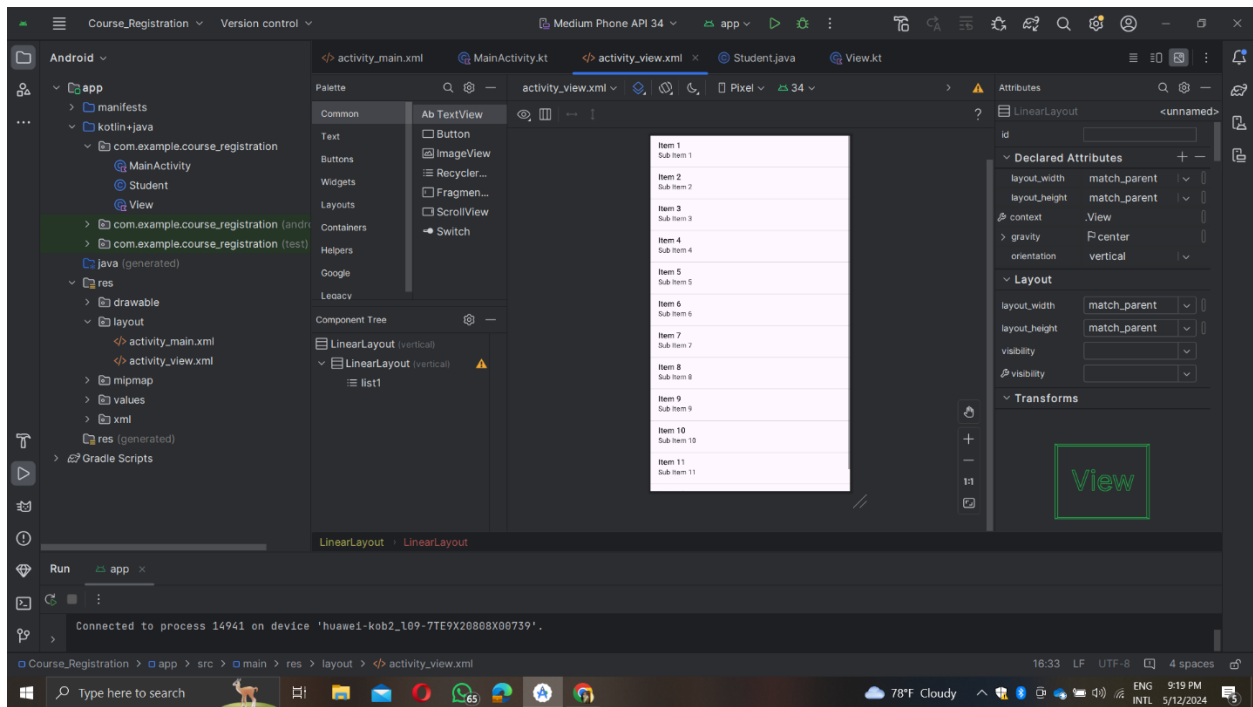 Course_Registration
Version control
Medium Phone API 34
app
Android
activity_main.xml
MainActivity.kt
activity_view.xml
Student.java
View.kt
app
manifests
kotlin+java
com.example.course_registration
MainActivity
Student
View
com.example.course_registration (andr
com.example.course_registration (test)
java (generated)
res
drawable
layout
activity_main.xml
activity_view.xml
mipmap
values
xml
res (generated)
Gradle Scripts
Palette
Common
Text
Buttons
Widgets
Layouts
Containers
Helpers
Google
Legacy
Ab TextView
Button
ImageView
Recycler...
Fragmen...
ScrollView
Switch
Component Tree
LinearLayout (vertical)
LinearLayout (vertical)
list1
activity_view.xml
Pixel
34
?
Item 1
Sub Item 1
Item 2
Sub Item 2
Item 3
Sub Item 3
Item 4
Sub Item 4
Item 5
Sub Item 5
Item 6
Sub Item 6
Item 7
Sub Item 7
Item 8
Sub Item 8
Item 9
Sub Item 9
Item 10
Sub Item 10
Item 11
Sub Item 11
1:1
Attributes
LinearLayout <unnamed>
id
Declared Attributes
layout_width match_parent
layout_height match_parent
context .View
gravity center
orientation vertical
Layout
layout_width match_parent
layout_height match_parent
visibility
visibility
Transforms
View
LinearLayout > LinearLayout
Run
app
Connected to process 14941 on device 'huawei-kob2_l09-7TE9X20808X00739'.
Course_Registration > app > src > main > res > layout > activity_view.xml
16:33 LF UTF-8 4 spaces
Type here to search
65
78°F Cloudy
ENG
INTL
9:19 PM
5/12/2024
5